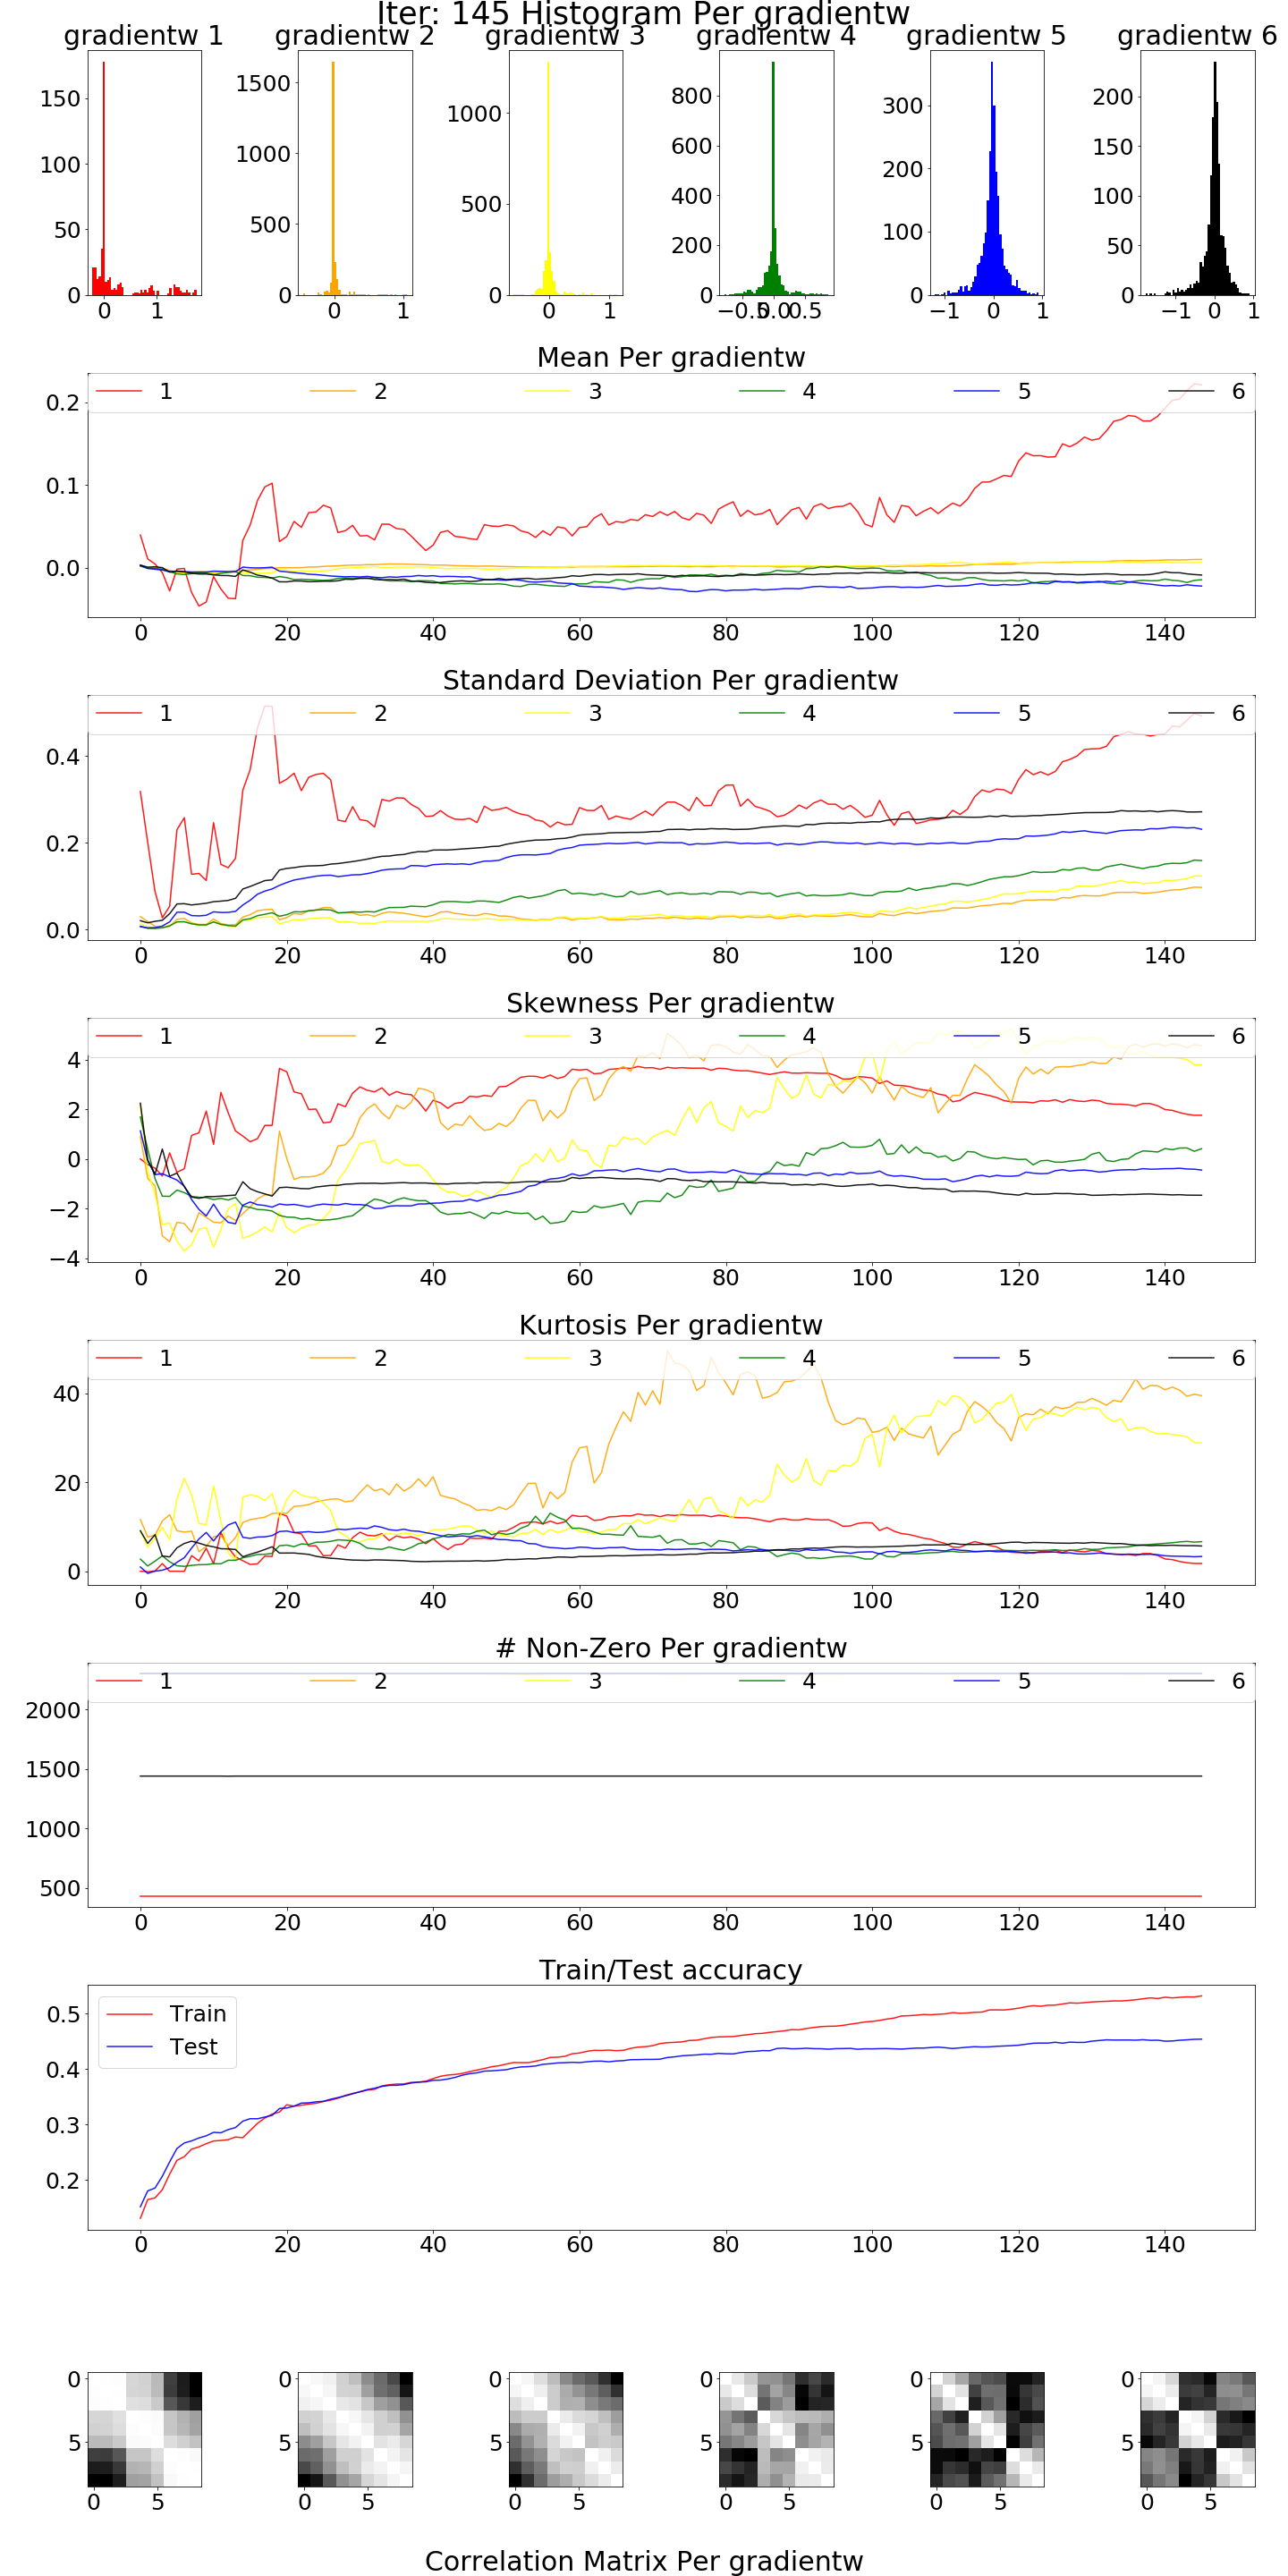 Iter: 145 Histogram Per gradientw
gradientw 1 gradientw 2 gradientw 3 gradientw 4 gradientw 5 gradientw 6
150 100 50 0
0 1
1500 1000 500 0
0 1
1000 500 0
0 1
800 600 400 200 0
−0.5 0.0 0.5
300 200 100 0
−1 0 1
200 150 100 50 0
−1 0 1
Mean Per gradientw
1 2 3 4 5 6
0.2
0.1
0.0
0 20 40 60 80 100 120 140
Standard Deviation Per gradientw
1 2 3 4 5 6
0.4
0.2
0.0
0 20 40 60 80 100 120 140
Skewness Per gradientw
1 2 3 4 5 6
4
2
0
−2
−4
0 20 40 60 80 100 120 140
Kurtosis Per gradientw
1 2 3 4 5 6
40
20
0
0 20 40 60 80 100 120 140
# Non-Zero Per gradientw
1 2 3 4 5 6
2000
1500
1000
500
0 20 40 60 80 100 120 140
Train/Test accuracy
Train
Test
0.5
0.4
0.3
0.2
0 20 40 60 80 100 120 140
0 0 0 0 0 0
5 5 5 5 5 5
0 5 0 5 0 5 0 5 0 5 0 5
Correlation Matrix Per gradientw